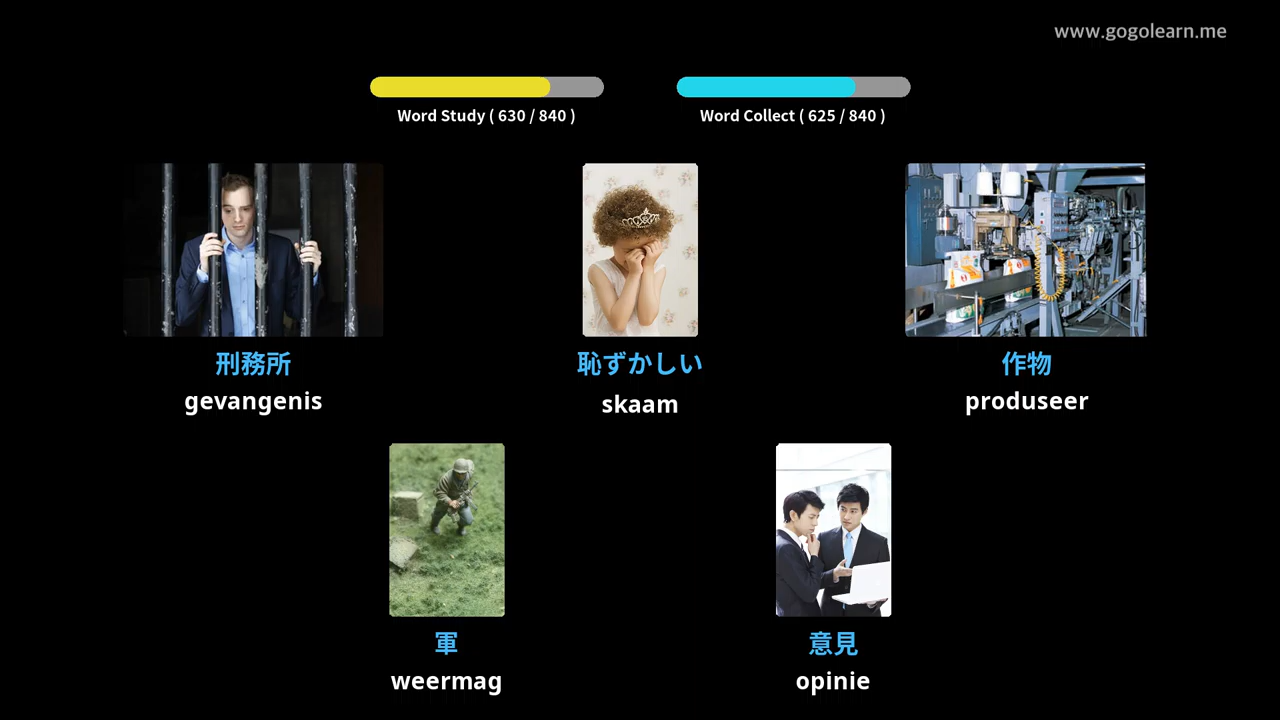 www.gogolearn.me
Word Study ( 630 / 840 )
Word Collect ( 625 / 840 )
刑務所
gevangenis
恥ずかしい
skaam
作物
produseer
軍
weermag
意見
opinie